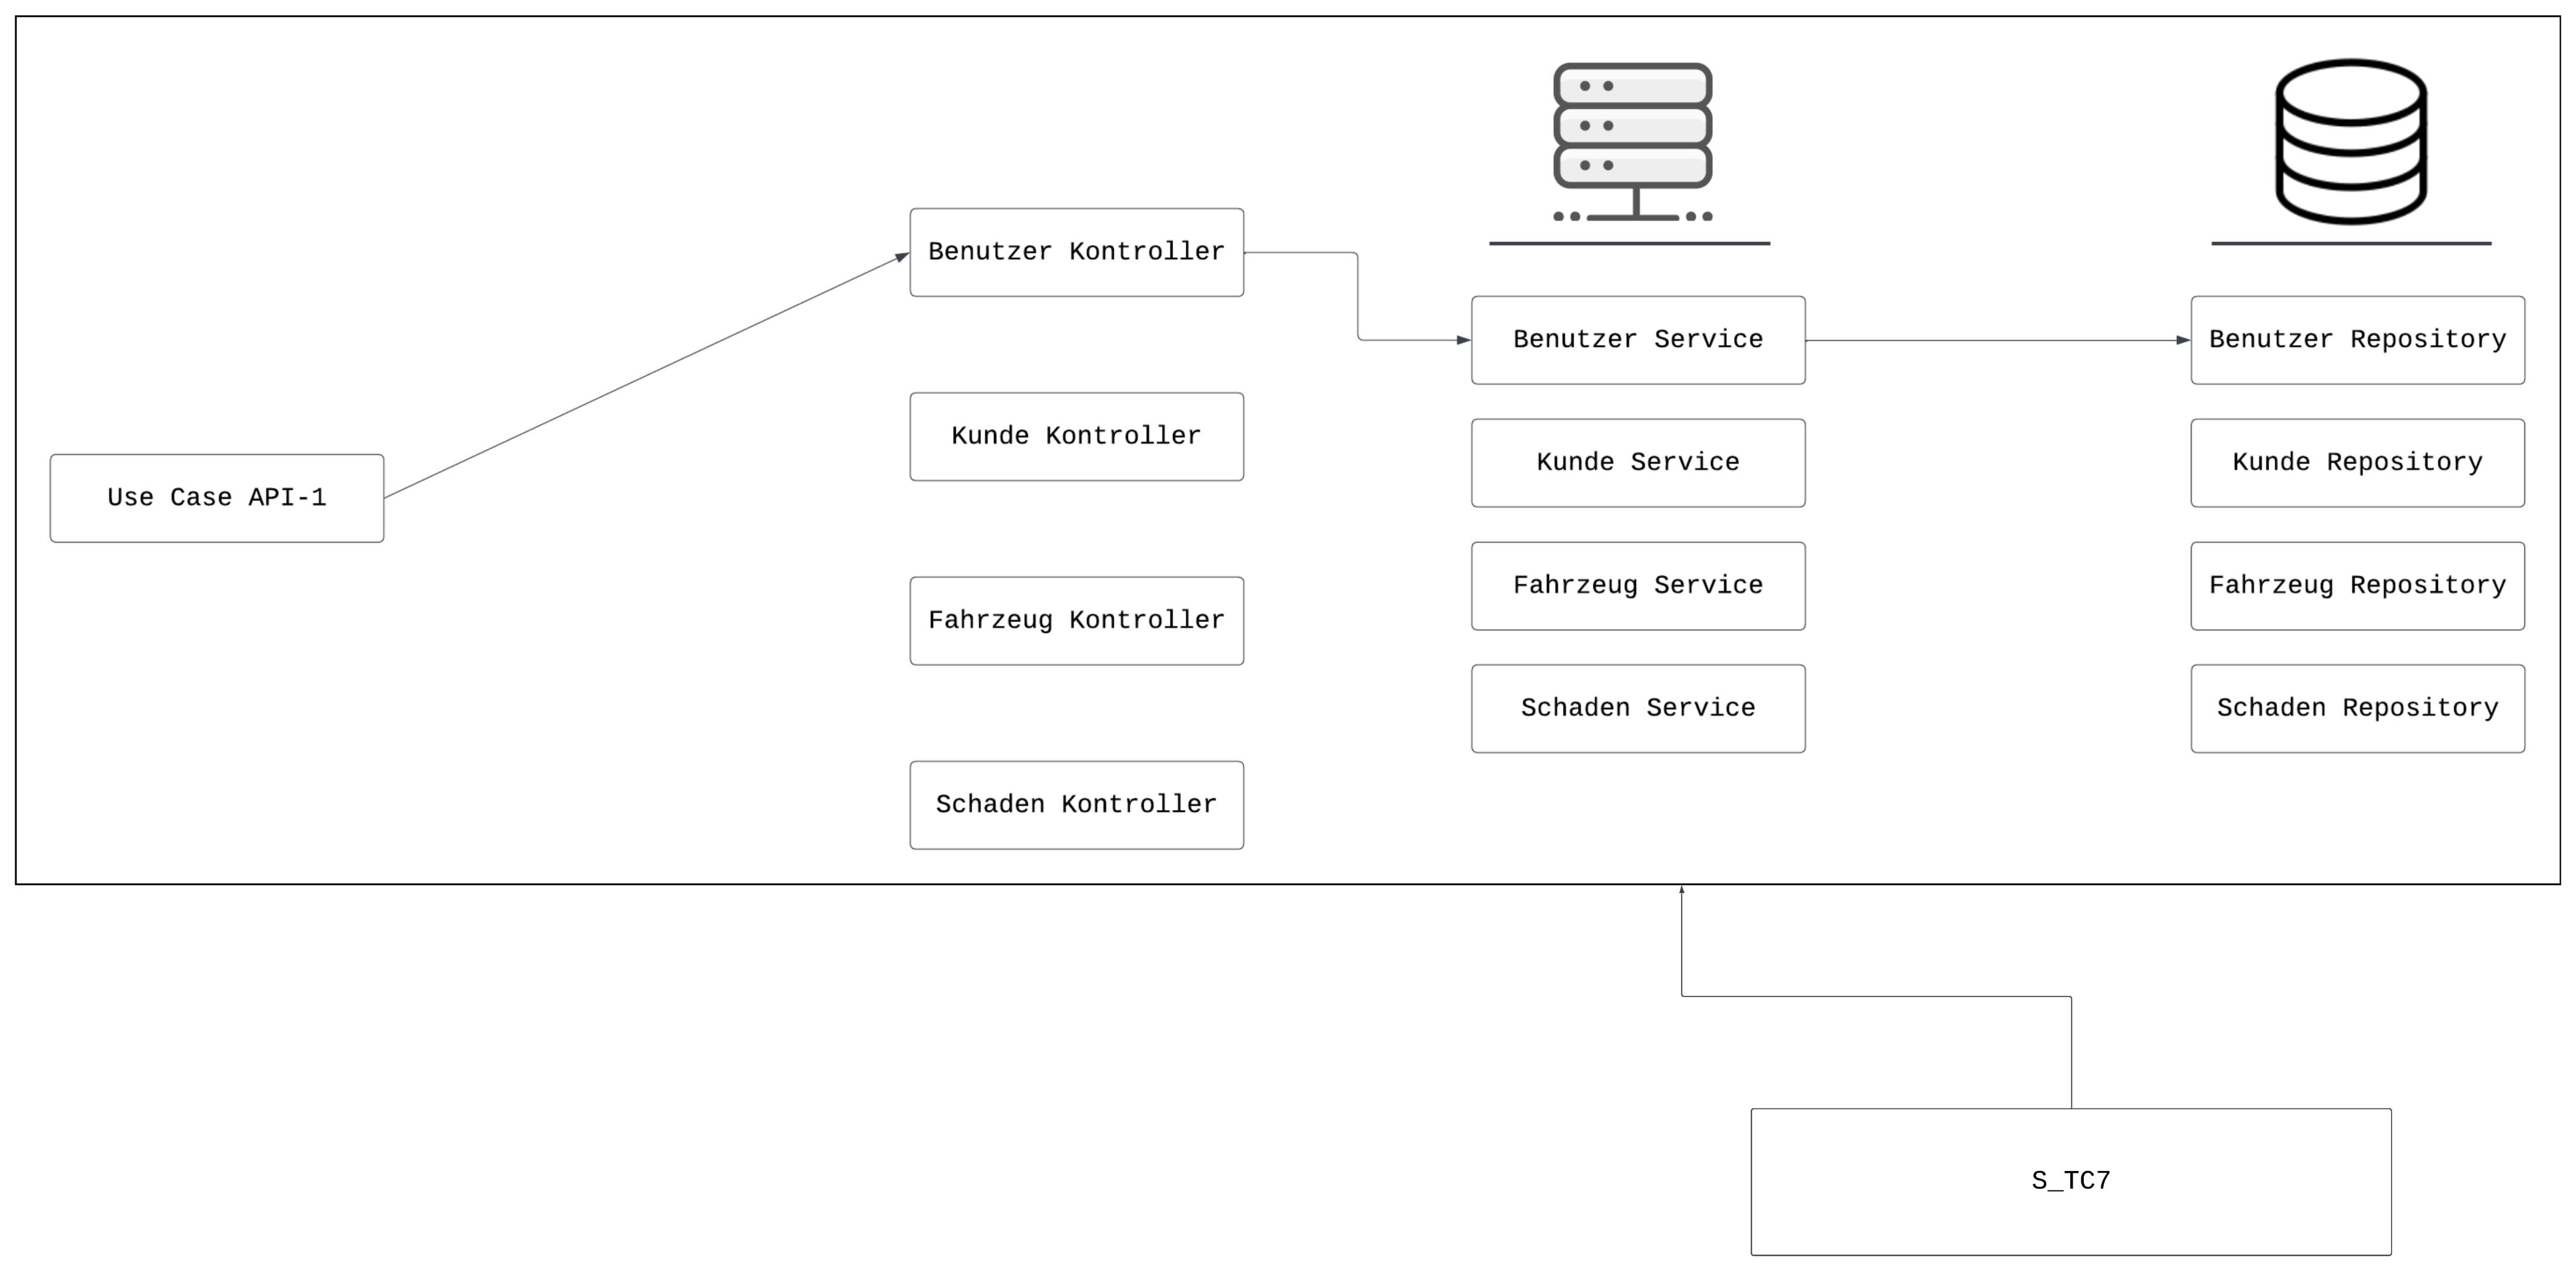 Use Case API-1
Benutzer Kontroller
Kunde Kontroller
Fahrzeug Kontroller
Schaden Kontroller
Benutzer Service
Kunde Service
Fahrzeug Service
Schaden Service
Benutzer Repository
Kunde Repository
Fahrzeug Repository
Schaden Repository
S_TC7